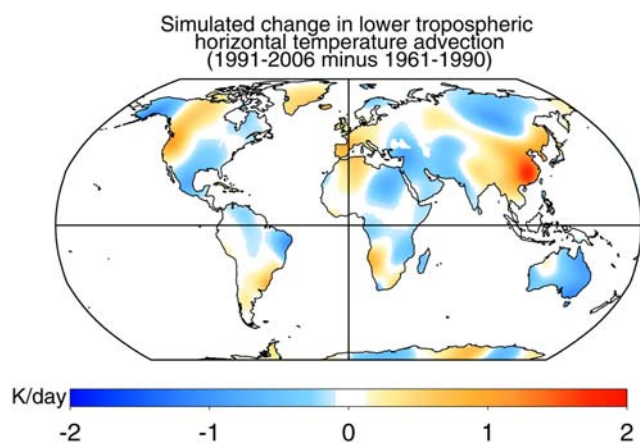 Simulated change in lower tropospheric
horizontal temperature advection
(1991-2006 minus 1961-1990)
K/day
-2 -1 0 1 2